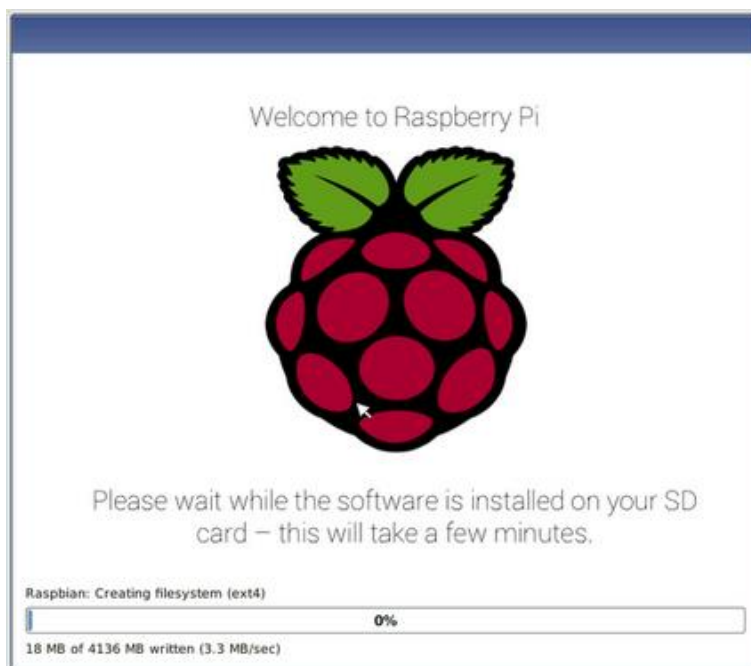 Welcome to Raspberry Pi
Please wait while the software is installed on your SD
card – this will take a few minutes.
Raspbian: Creating filesystem (ext4)
0%
18 MB of 4136 MB written (3.3 MB/sec)